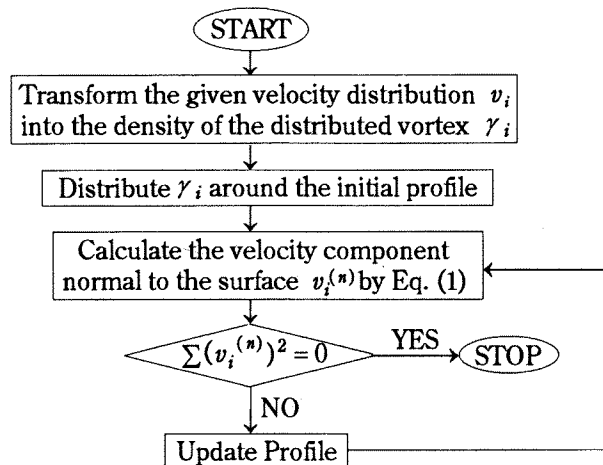 START
Transform the given velocity distribution v_i
into the density of the distributed vortex γ_i
Distribute γ_i around the initial profile
Calculate the velocity component
normal to the surface v_i^(n) by Eq. (1)
∑(v_i^(n))^2=0
YES
STOP
NO
Update Profile